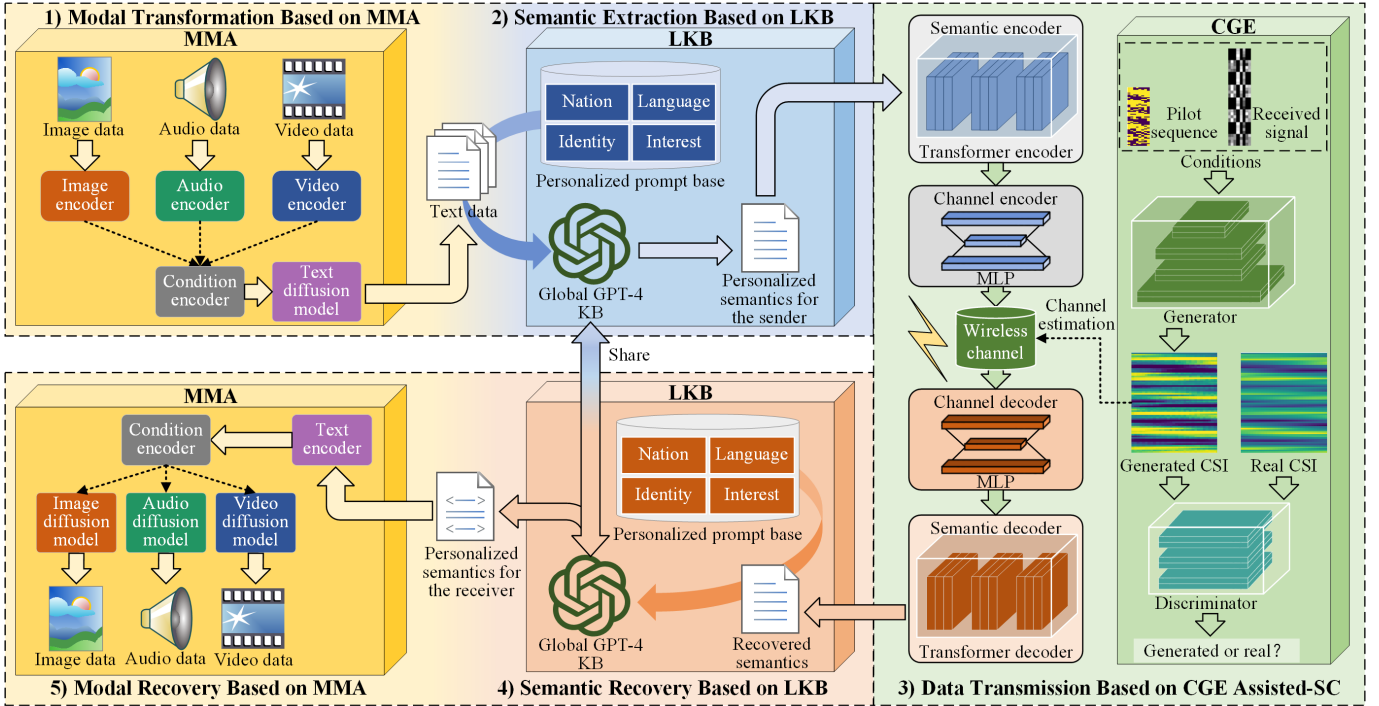 1) Modal Transformation Based on MMA
MMA
Image data
Audio data
Video data
Image
encoder
Audio
encoder
Video
encoder
Condition
encoder
Text
diffusion
model
Text data
2) Semantic Extraction Based on LKB
LKB
Nation
Language
Identity
Interest
Personalized prompt base
Global GPT-4
KB
Personalized
semantics for
the sender
Share
Semantic encoder
Transformer encoder
Channel encoder
MLP
Wireless
channel
Channel
estimation
Channel decoder
MLP
Semantic decoder
Transformer decoder
CGE
Pilot
sequence
Received
signal
Conditions
Generator
Generated CSI
Real CSI
Discriminator
Generated or real?
3) Data Transmission Based on CGE Assisted-SC
LKB
Nation
Language
Identity
Interest
Personalized prompt base
Global GPT-4
KB
Recovered
semantics
4) Semantic Recovery Based on LKB
Personalized
semantics for
the receiver
MMA
Condition
encoder
Text
encoder
Image
diffusion
model
Audio
diffusion
model
Video
diffusion
model
Image data
Audio data
Video data
5) Modal Recovery Based on MMA